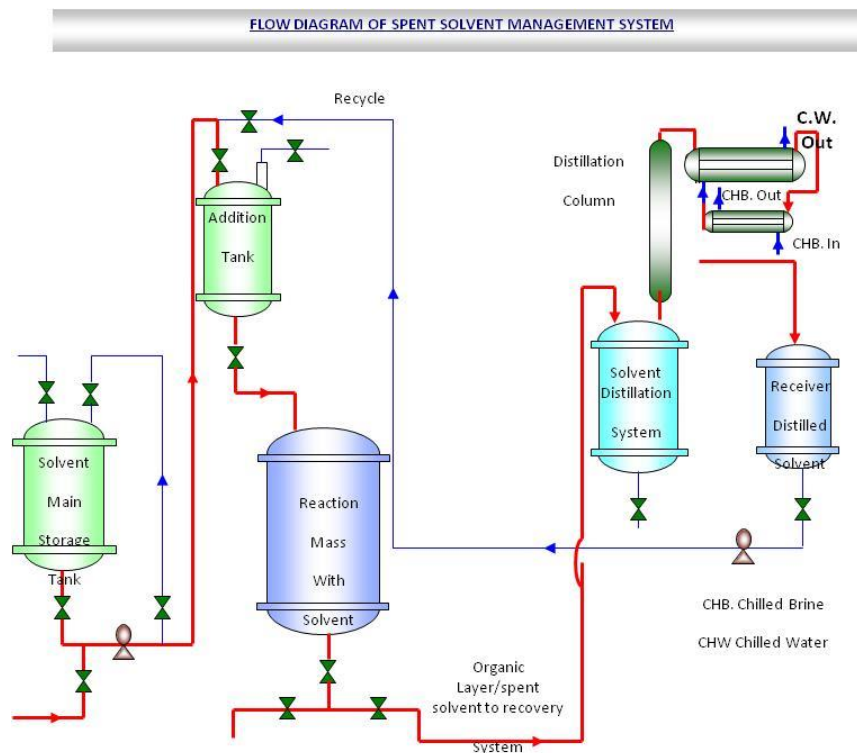 FLOW DIAGRAM OF SPENT SOLVENT MANAGEMENT SYSTEM
Recycle
C.W.
Out
Distillation
Column
CHB. Out
CHB. In
Addition
Tank
Solvent
Distillation
System
Receiver
Distilled
Solvent
Solvent
Main
Storage
Tank
Reaction
Mass
With
Solvent
CHB. Chilled Brine
CHW Chilled Water
Organic
Layer/spent
solvent to recovery
System